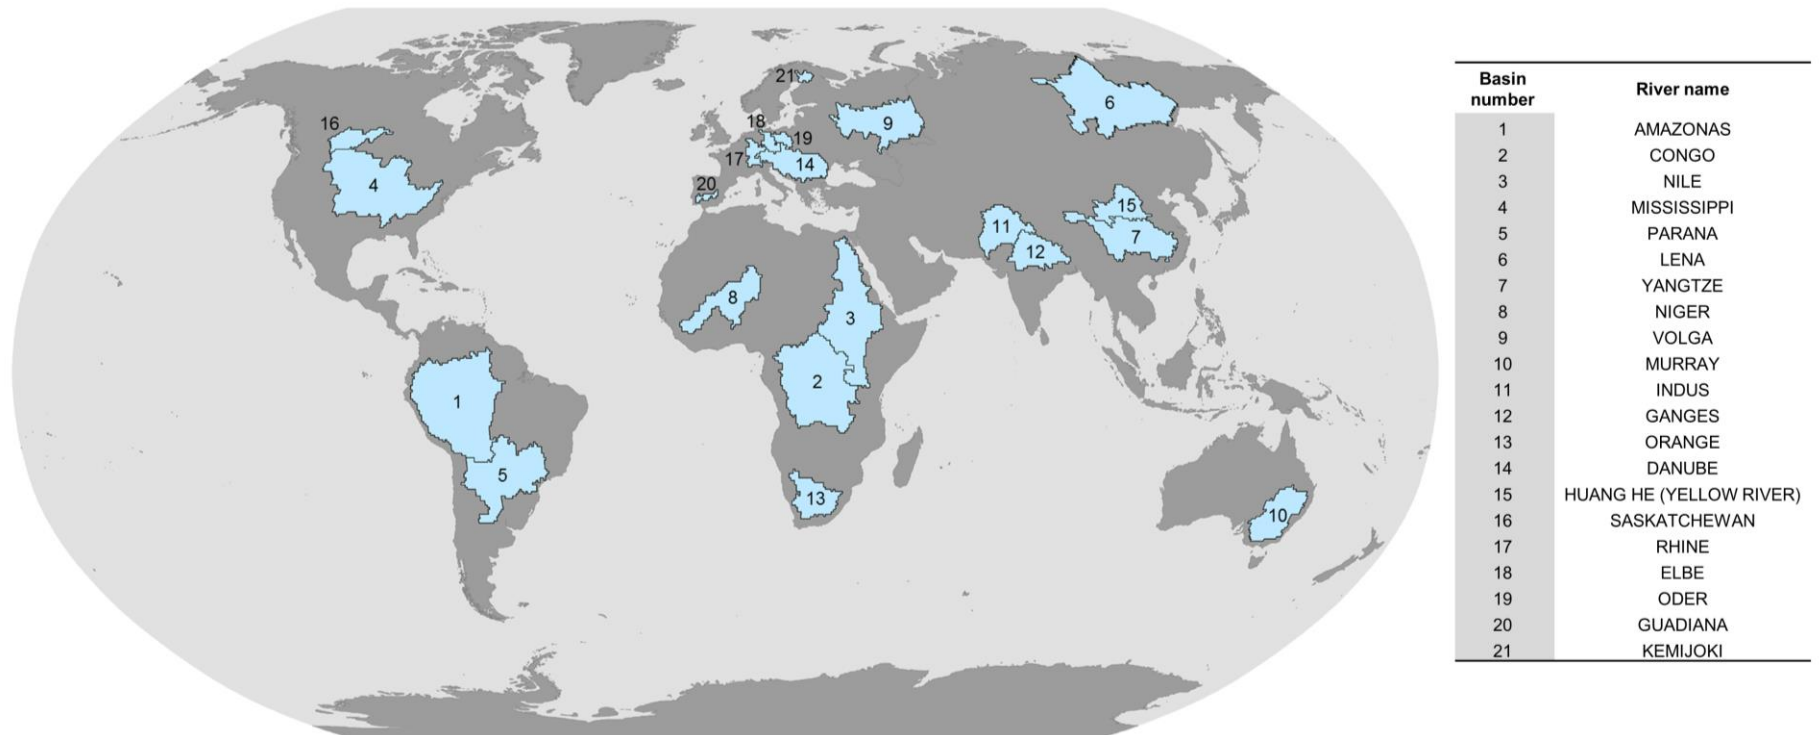 21
6
9
18
16
19
17
14
4
20
15
11
7
12
8
3
2
1
5
13
10
Basin number River name
1 AMAZONAS
2 CONGO
3 NILE
4 MISSISSIPPI
5 PARANA
6 LENA
7 YANGTZE
8 NIGER
9 VOLGA
10 MURRAY
11 INDUS
12 GANGES
13 ORANGE
14 DANUBE
15 HUANG HE (YELLOW RIVER)
16 SASKATCHEWAN
17 RHINE
18 ELBE
19 ODER
20 GUADIANA
21 KEMIJOKI